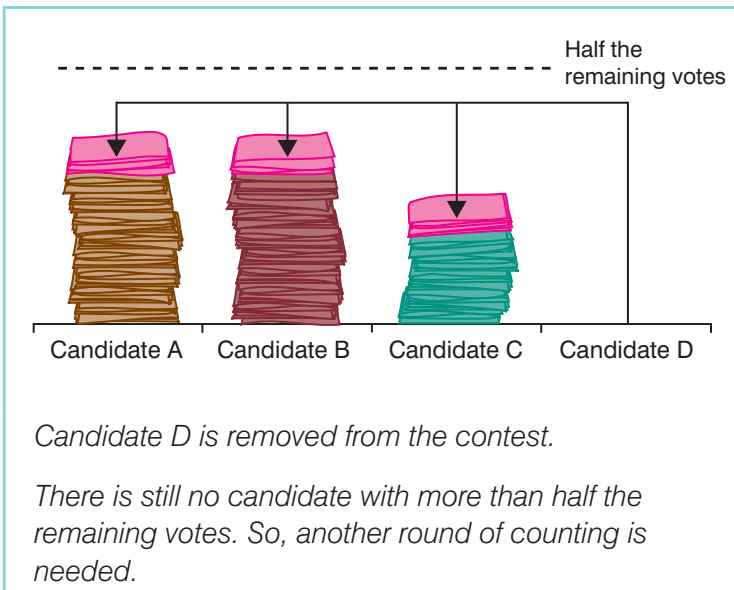 Half the
remaining votes
Candidate A
Candidate B
Candidate C
Candidate D
Candidate D is removed from the contest.
There is still no candidate with more than half the
remaining votes. So, another round of counting is
needed.